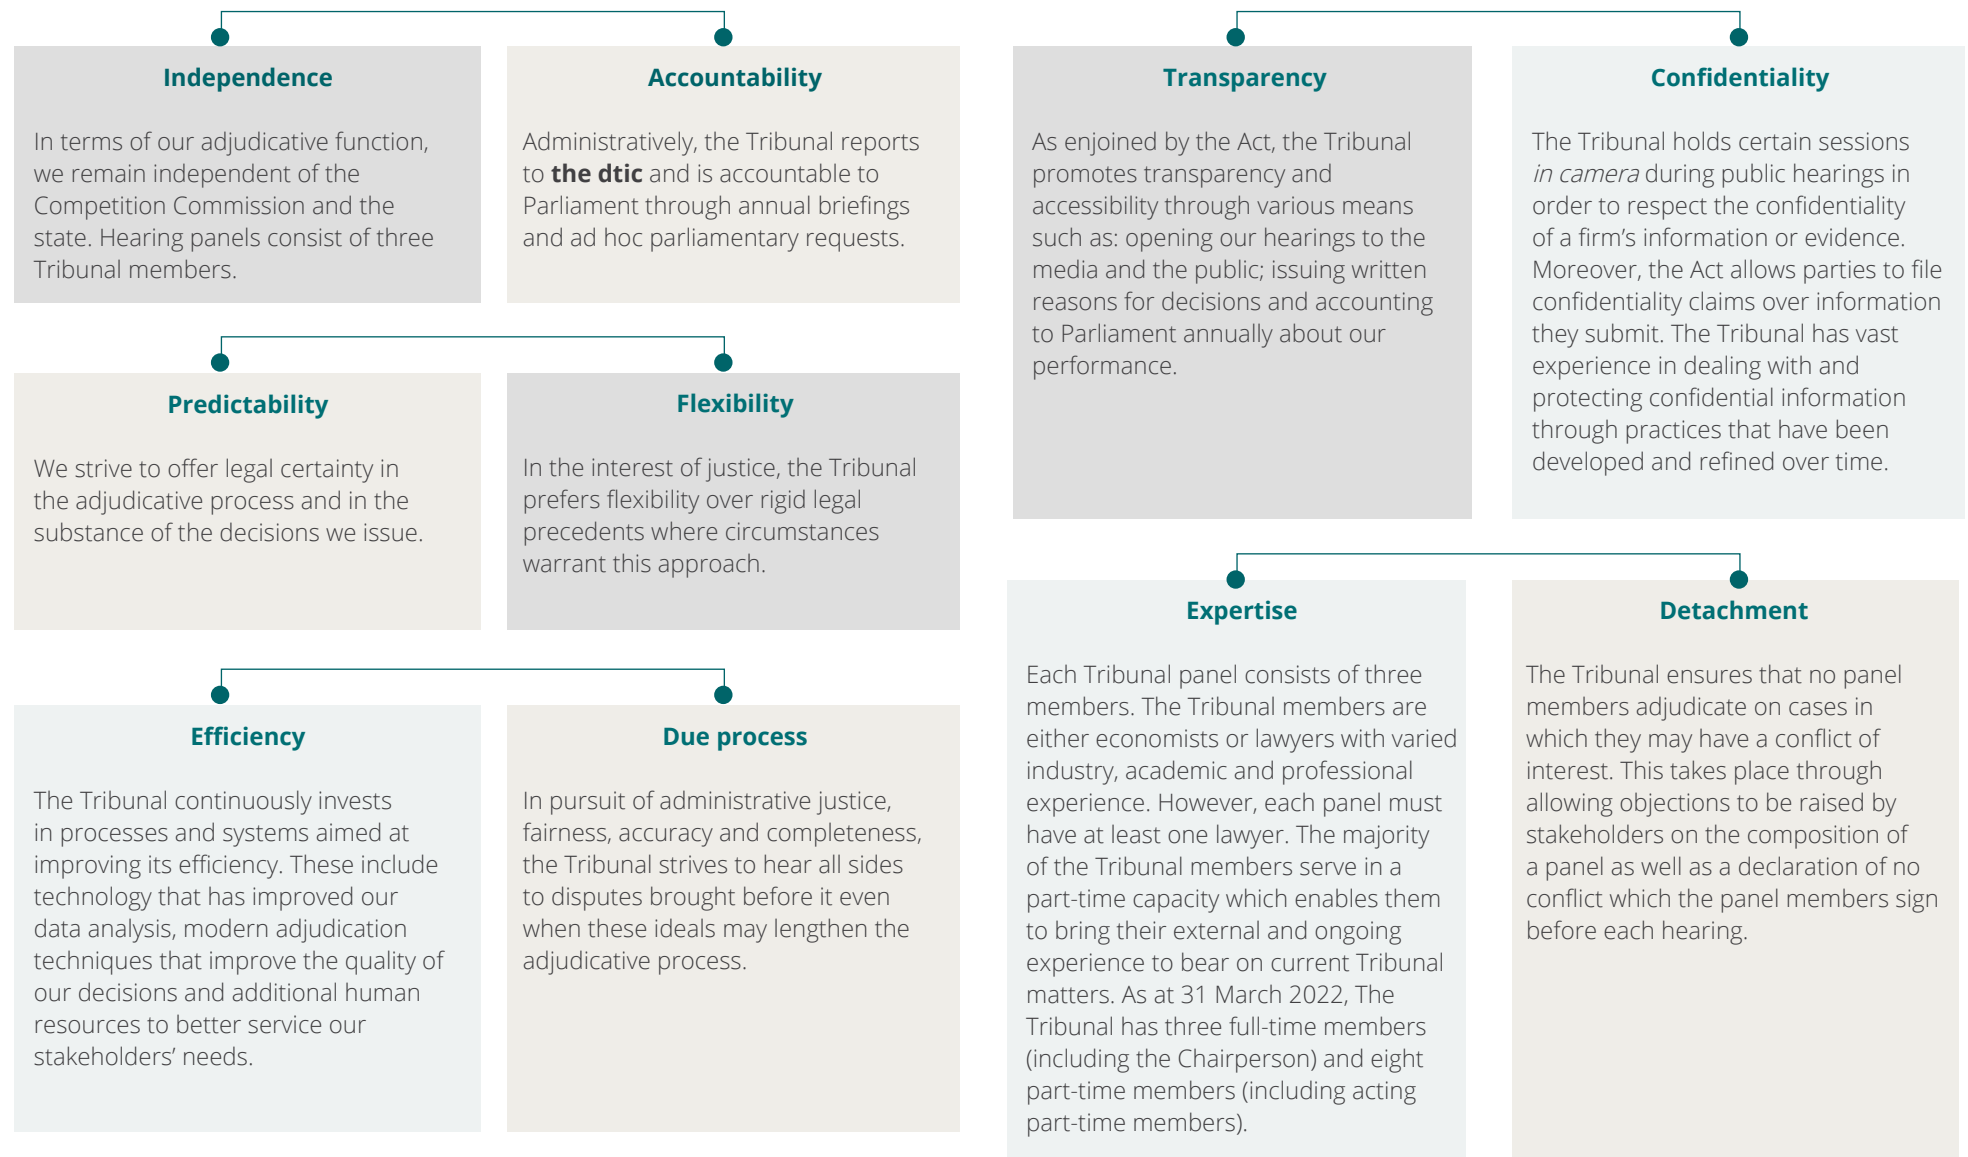 Independence
In terms of our adjudicative function,
we remain independent of the
Competition Commission and the
state. Hearing panels consist of three
Tribunal members.
Accountability
Administratively, the Tribunal reports
to the dtic and is accountable to
Parliament through annual briefings
and ad hoc parliamentary requests.
Predictability
We strive to offer legal certainty in
the adjudicative process and in the
substance of the decisions we issue.
Flexibility
In the interest of justice, the Tribunal
prefers flexibility over rigid legal
precedents where circumstances
warrant this approach.
Efficiency
The Tribunal continuously invests
in processes and systems aimed at
improving its efficiency. These include
technology that has improved our
data analysis, modern adjudication
techniques that improve the quality of
our decisions and additional human
resources to better service our
stakeholders’ needs.
Due process
In pursuit of administrative justice,
fairness, accuracy and completeness,
the Tribunal strives to hear all sides
to disputes brought before it even
when these ideals may lengthen the
adjudicative process.
Transparency
As enjoined by the Act, the Tribunal
promotes transparency and
accessibility through various means
such as: opening our hearings to the
media and the public; issuing written
reasons for decisions and accounting
to Parliament annually about our
performance.
Confidentiality
The Tribunal holds certain sessions
in camera during public hearings in
order to respect the confidentiality
of a firm’s information or evidence.
Moreover, the Act allows parties to file
confidentiality claims over information
they submit. The Tribunal has vast
experience in dealing with and
protecting confidential information
through practices that have been
developed and refined over time.
Expertise
Each Tribunal panel consists of three
members. The Tribunal members are
either economists or lawyers with varied
industry, academic and professional
experience. However, each panel must
have at least one lawyer. The majority
of the Tribunal members serve in a
part-time capacity which enables them
to bring their external and ongoing
experience to bear on current Tribunal
matters. As at 31 March 2022, The
Tribunal has three full-time members
(including the Chairperson) and eight
part-time members (including acting
part-time members).
Detachment
The Tribunal ensures that no panel
members adjudicate on cases in
which they may have a conflict of
interest. This takes place through
allowing objections to be raised by
stakeholders on the composition of
a panel as well as a declaration of no
conflict which the panel members sign
before each hearing.